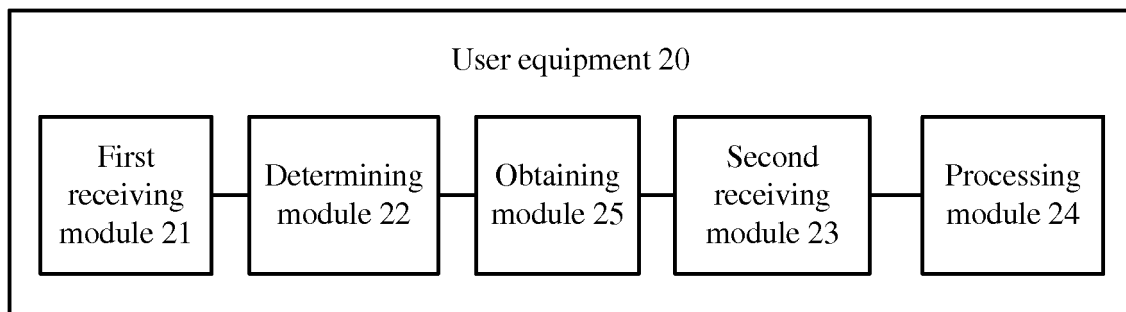 User equipment 20
First
receiving
module 21
Determining
module 22
Obtaining
module 25
Second
receiving
module 23
Processing
module 24